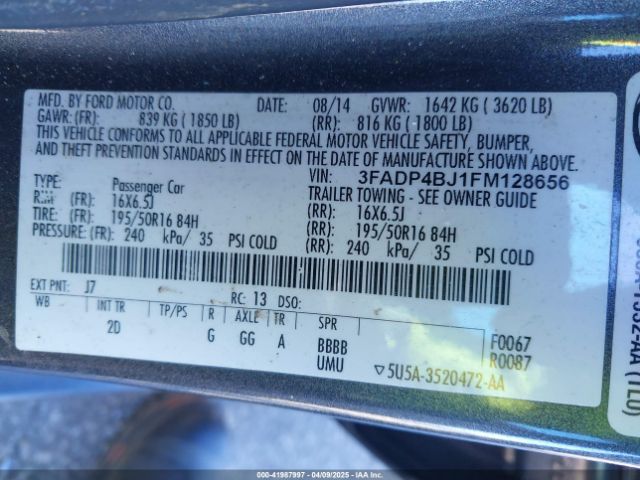 MFD. BY FORD MOTOR CO. DATE: 08/14 GVWR: 1642 KG ( 3620 LB)
GAWR: (FR): 839 KG ( 1850 LB) (RR): 816 KG (1800 LB)
THIS VEHICLE CONFORMS TO ALL APPLICABLE FEDERAL MOTOR VEHICLE SAFETY, BUMPER,
AND THEFT PREVENTION STANDARDS IN EFFECT ON THE DATE OF MANUFACTURE SHOWN ABOVE.
VIN: 3FADP4BJ1FM128656
TYPE: Passenger Car TRAILER TOWING - SEE OWNER GUIDE
RIM (FR): 16X6.5J (RR): 16X6.5J
TIRE: (FR): 195/50R16 84H (RR): 195/50R16 84H
PRESSURE: (FR): 240 kPa/ 35 PSI COLD (RR): 240 kPa/ 35 PSI COLD
EXT PNT: J7 RC: 13 DSO:
WB INT TR TP/PS R AXLE TR SPR
2D G GG A BBBB F0067
UMU R0087
▽5U5A-3520472-AA
AA (TLD)
IAA
000-41987997 | 04/09/2025 | IAAI.COM